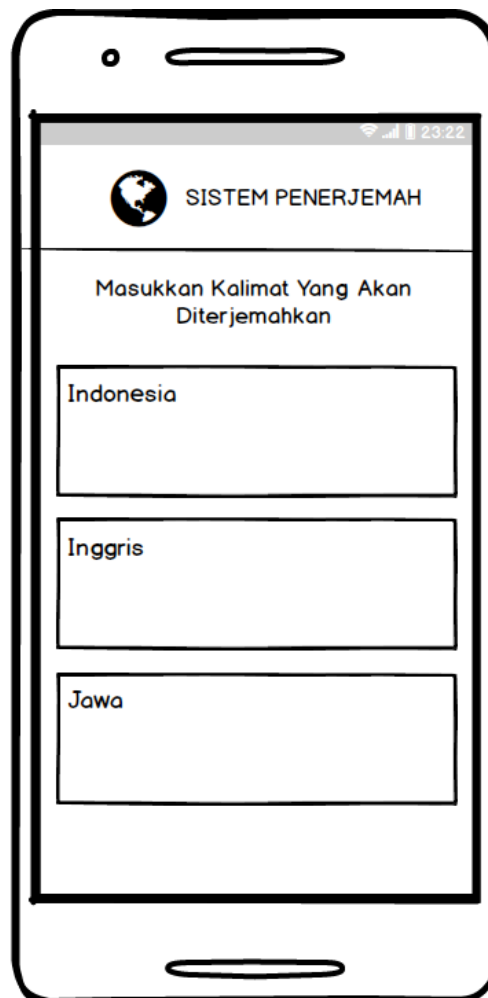 23:22
SISTEM PENERJEMAH
Masukkan Kalimat Yang Akan
Diterjemahkan
Indonesia
Inggris
Jawa